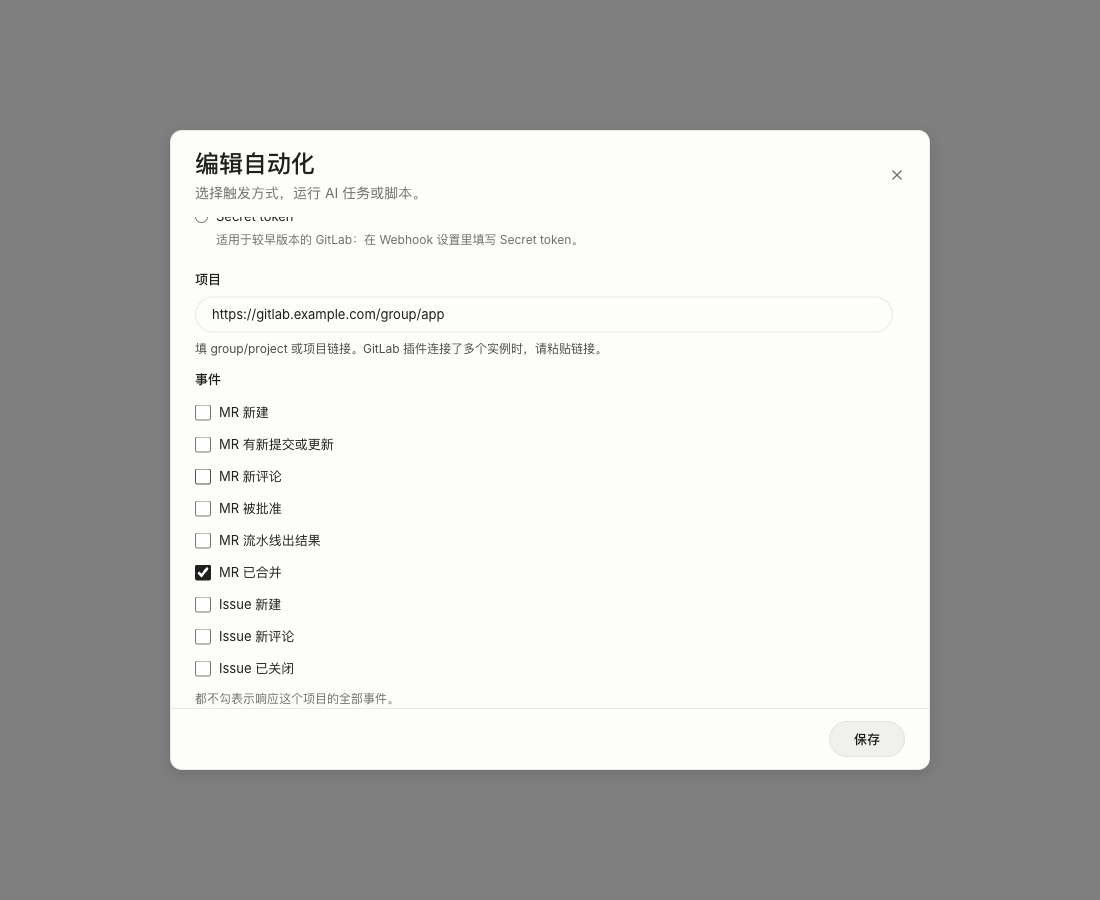 编辑自动化
选择触发方式，运行 AI 任务或脚本。
Secret token
适用于较早版本的 GitLab：在 Webhook 设置里填写 Secret token。
项目
https://gitlab.example.com/group/app
填 group/project 或项目链接。GitLab 插件连接了多个实例时，请粘贴链接。
事件
MR 新建
MR 有新提交或更新
MR 新评论
MR 被批准
MR 流水线出结果
MR 已合并
Issue 新建
Issue 新评论
Issue 已关闭
都不勾表示响应这个项目的全部事件。
保存